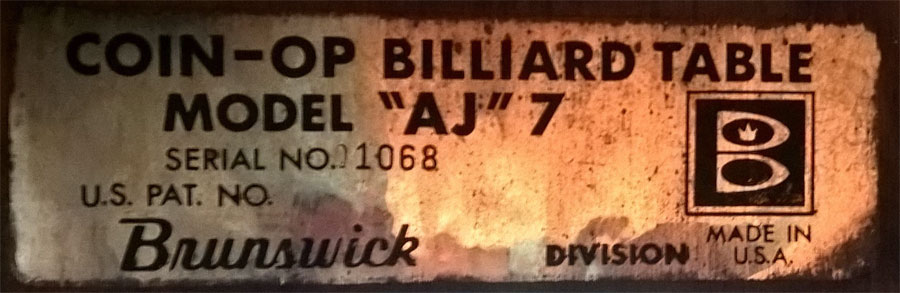 COIN-OP BILLIARD TABLE
MODEL "AJ" 7
SERIAL NO. 1068
U.S. PAT. NO.
B
Brunswick DIVISION
MADE IN
U.S.A.